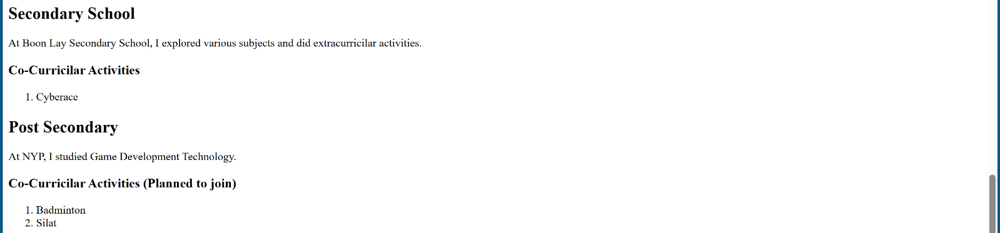 Secondary School
At Boon Lay Secondary School, I explored various subjects and did extracurricilar activities.
Co-Curricilar Activities
1. Cyberace
Post Secondary
At NYP, I studied Game Development Technology.
Co-Curricilar Activities (Planned to join)
1. Badminton
2. Silat